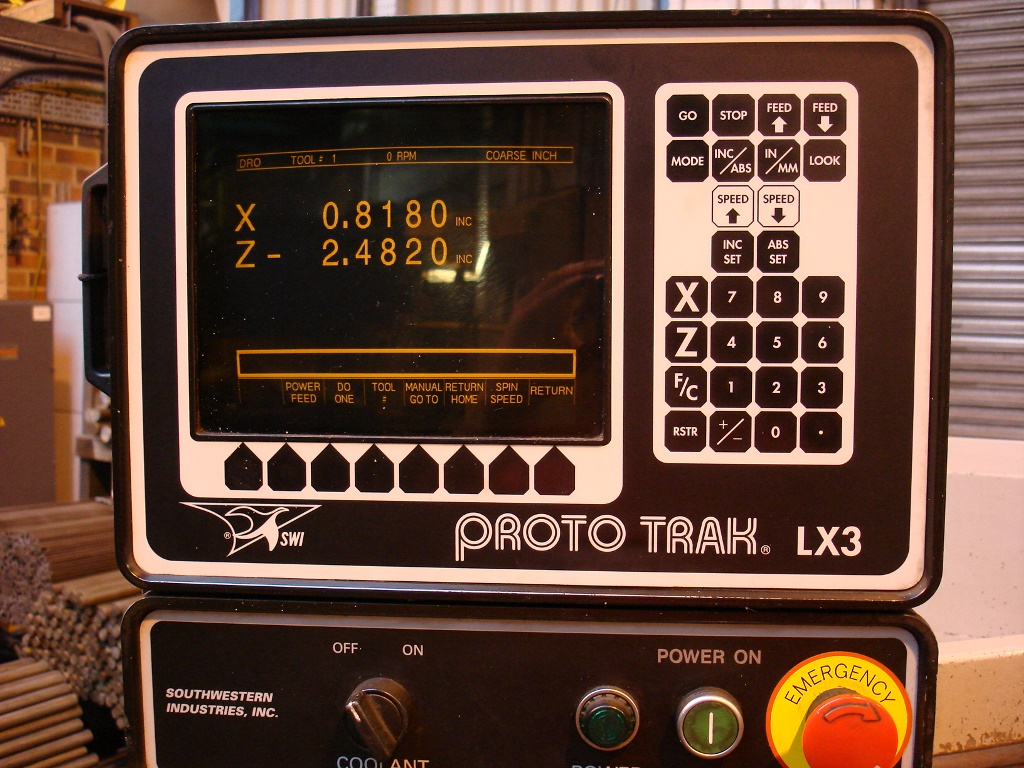 DRO TOOL # 1 0 RPM COARSE INCH
X 0.8180 INC
Z - 2.4820 INC
POWER FEED DO ONE TOOL # MANUAL GO TO RETURN HOME SPIN SPEED RETURN
GO STOP FEED FEED
MODE INC/ABS IN/MM LOOK
SPEED SPEED
INC SET ABS SET
X 7 8 9
Z 4 5 6
F/C 1 2 3
RSTR +/- 0 .
® SWI PROTO TRAK® LX3
OFF ON POWER ON
SOUTHWESTERN
INDUSTRIES, INC.
EMERGENCY
COOLANT POWER